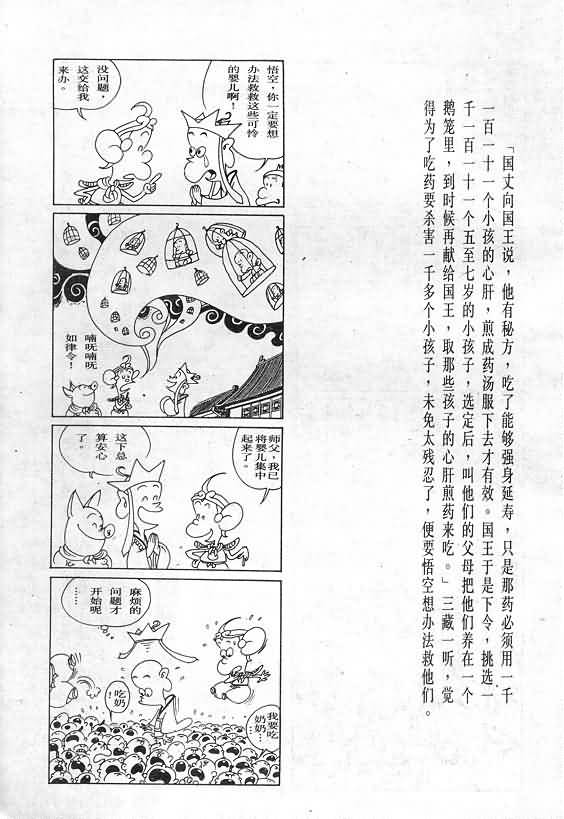 「国丈向国王说，他有秘方，吃了能够强身延寿，只是那药必须用一千
一百一十一个小孩的心肝，煎成药汤服下去才有效。国王于是下令，挑选一
千一百一十一个五至七岁的小孩子，选定后，叫他们的父母把他们养在一个
鹅笼里，到时候再献给国王，取那些孩子的心肝煎药来吃。」三藏一听，觉
得为了吃药要杀害一千多个小孩子，未免太残忍了，便要悟空想办法救他们。
悟空，你一定要想
办法救救这些可怜
的婴儿啊！
没问题，
这交给我
来办。
喃呒喃呒
如律令！
师父，我已
将婴儿集中
起来了。
这下总
算安心
了。
麻烦的
问题才
开始呢
……
吃奶
！
我要吃
奶奶
……